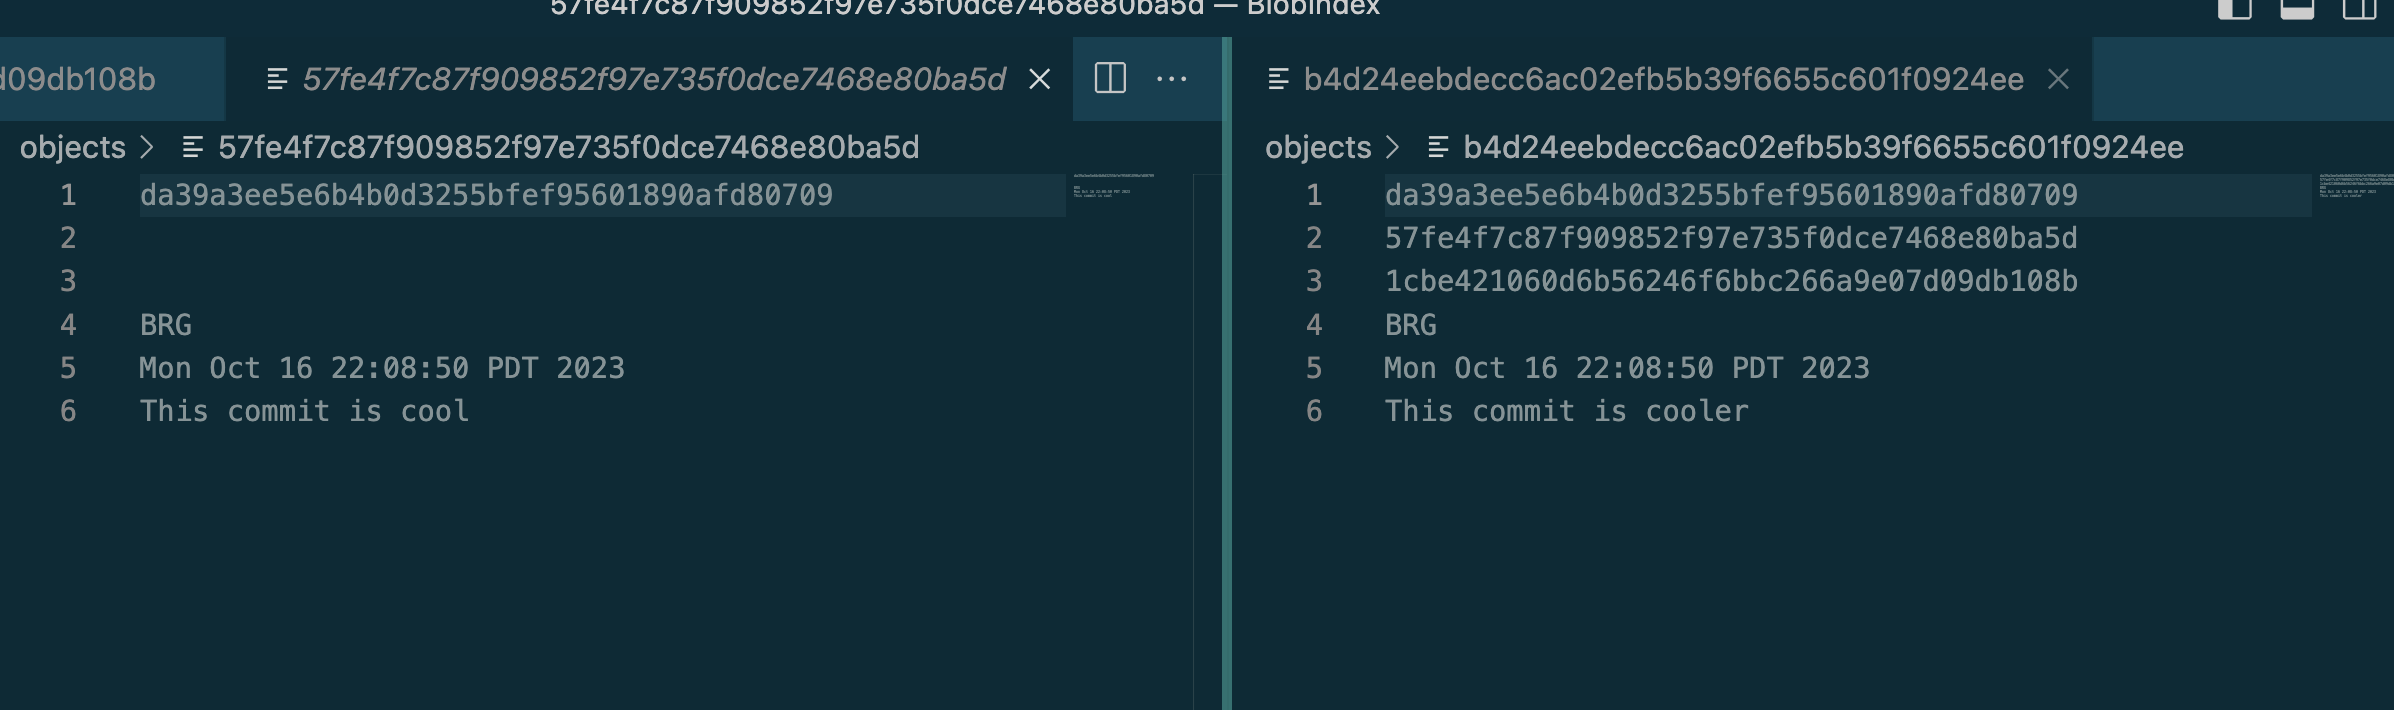 57fe4f7c87f909852f97e735f0dce7468e80ba5d — BlobIndex
d09db108b
57fe4f7c87f909852f97e735f0dce7468e80ba5d
b4d24eebdecc6ac02efb5b39f6655c601f0924ee
objects > 57fe4f7c87f909852f97e735f0dce7468e80ba5d
1 da39a3ee5e6b4b0d3255bfef95601890afd80709
2
3
4 BRG
5 Mon Oct 16 22:08:50 PDT 2023
6 This commit is cool
objects > b4d24eebdecc6ac02efb5b39f6655c601f0924ee
1 da39a3ee5e6b4b0d3255bfef95601890afd80709
2 57fe4f7c87f909852f97e735f0dce7468e80ba5d
3 1cbe421060d6b56246f6bbc266a9e07d09db108b
4 BRG
5 Mon Oct 16 22:08:50 PDT 2023
6 This commit is cooler